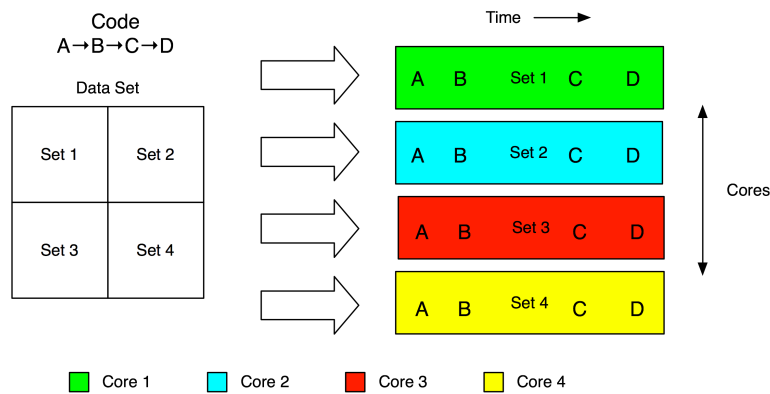 Code
A→B→C→D
Data Set
Set 1 Set 2
Set 3 Set 4
Time
A B Set 1 C D
A B Set 2 C D
A B Set 3 C D
A B Set 4 C D
Cores
Core 1 Core 2 Core 3 Core 4